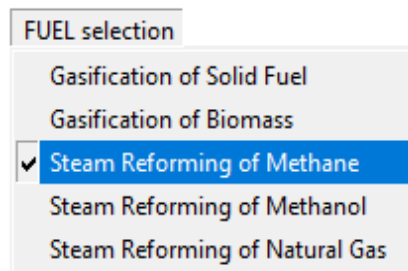 FUEL selection
Gasification of Solid Fuel
Gasification of Biomass
Steam Reforming of Methane
Steam Reforming of Methanol
Steam Reforming of Natural Gas